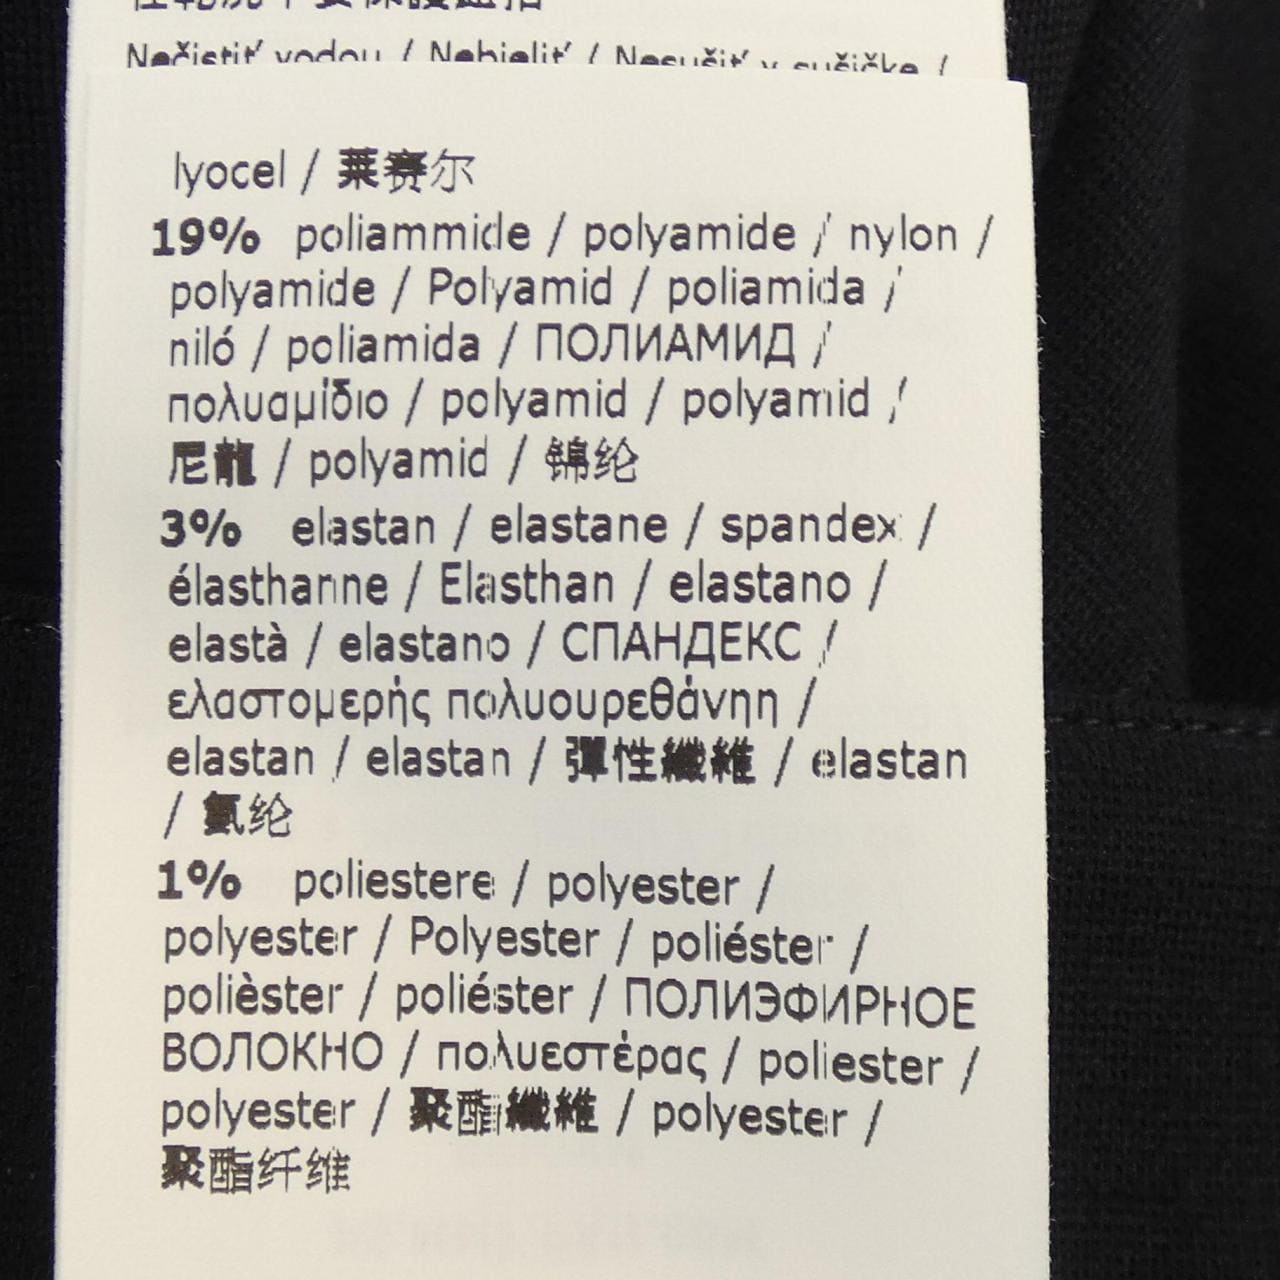 Nečistiť vodou / Nebieliť / Nesušiť v sušičke /
lyocel / 莱赛尔
19% poliammide / polyamide / nylon /
polyamide / Polyamid / poliamida /
niló / poliamida / ПОЛИАМИД /
πολυαμίδιο / polyamid / polyamid /
尼龍 / polyamid / 锦纶
3% elastan / elastane / spandex /
élasthanne / Elasthan / elastano /
elastà / elastano / СПАНДЕКС /
ελαστομερής πολυουρεθάνηη /
elastan / elastan / 彈性纖維 / elastan
/ 氨纶
1% poliestere / polyester /
polyester / Polyester / poliéster /
polièster / poliéster / ПОЛИЭФИРНОЕ
ВОЛОКНО / πολυεστέρας / poliester /
polyester / 聚酯纖維 / polyester /
聚酯纤维